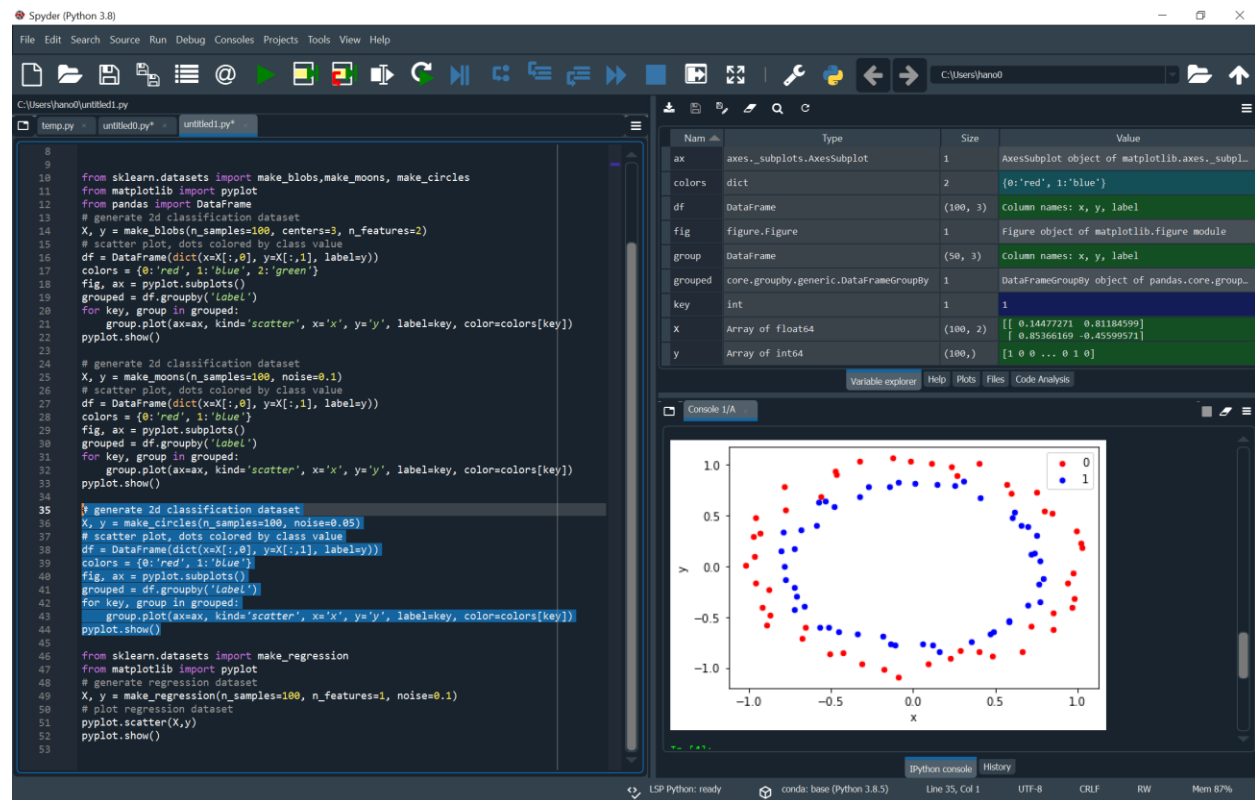 Spyder (Python 3.8)
File Edit Search Source Run Debug Consoles Projects Tools View Help
C:\Users\hano0
C:\Users\hano0\untitled1.py
temp.py untitled0.py* untitled1.py*
8
9
10 from sklearn.datasets import make_blobs,make_moons, make_circles
11 from matplotlib import pyplot
12 from pandas import DataFrame
13 # generate 2d classification dataset
14 X, y = make_blobs(n_samples=100, centers=3, n_features=2)
15 # scatter plot, dots colored by class value
16 df = DataFrame(dict(x=X[:,0], y=X[:,1], label=y))
17 colors = {0:'red', 1:'blue', 2:'green'}
18 fig, ax = pyplot.subplots()
19 grouped = df.groupby('label')
20 for key, group in grouped:
21 group.plot(ax=ax, kind='scatter', x='x', y='y', label=key, color=colors[key])
22 pyplot.show()
23
24 # generate 2d classification dataset
25 X, y = make_moons(n_samples=100, noise=0.1)
26 # scatter plot, dots colored by class value
27 df = DataFrame(dict(x=X[:,0], y=X[:,1], label=y))
28 colors = {0:'red', 1:'blue'}
29 fig, ax = pyplot.subplots()
30 grouped = df.groupby('label')
31 for key, group in grouped:
32 group.plot(ax=ax, kind='scatter', x='x', y='y', label=key, color=colors[key])
33 pyplot.show()
34
35 # generate 2d classification dataset
36 X, y = make_circles(n_samples=100, noise=0.05)
37 # scatter plot, dots colored by class value
38 df = DataFrame(dict(x=X[:,0], y=X[:,1], label=y))
39 colors = {0:'red', 1:'blue'}
40 fig, ax = pyplot.subplots()
41 grouped = df.groupby('label')
42 for key, group in grouped:
43 group.plot(ax=ax, kind='scatter', x='x', y='y', label=key, color=colors[key])
44 pyplot.show()
45
46 from sklearn.datasets import make_regression
47 from matplotlib import pyplot
48 # generate regression dataset
49 X, y = make_regression(n_samples=100, n_features=1, noise=0.1)
50 # plot regression dataset
51 pyplot.scatter(X,y)
52 pyplot.show()
53
Nam Type Size Value
ax axes._subplots.AxesSubplot 1 AxesSubplot object of matplotlib.axes._subpl…
colors dict 2 {0:'red', 1:'blue'}
df DataFrame (100, 3) Column names: x, y, label
fig figure.Figure 1 Figure object of matplotlib.figure module
group DataFrame (50, 3) Column names: x, y, label
grouped core.groupby.generic.DataFrameGroupBy 1 DataFrameGroupBy object of pandas.core.group…
key int 1 1
X Array of float64 (100, 2) [[ 0.14477271 0.81184599]
[ 0.85366169 -0.45599571]
y Array of int64 (100,) [1 0 0 ... 0 1 0]
Variable explorer Help Plots Files Code Analysis
Console 1/A
1.0
0.5
0.0
−0.5
−1.0
y
0
1
−1.0 −0.5 0.0 0.5 1.0
x
In [4]:
IPython console History
LSP Python: ready conda: base (Python 3.8.5) Line 35, Col 1 UTF-8 CRLF RW Mem 87%